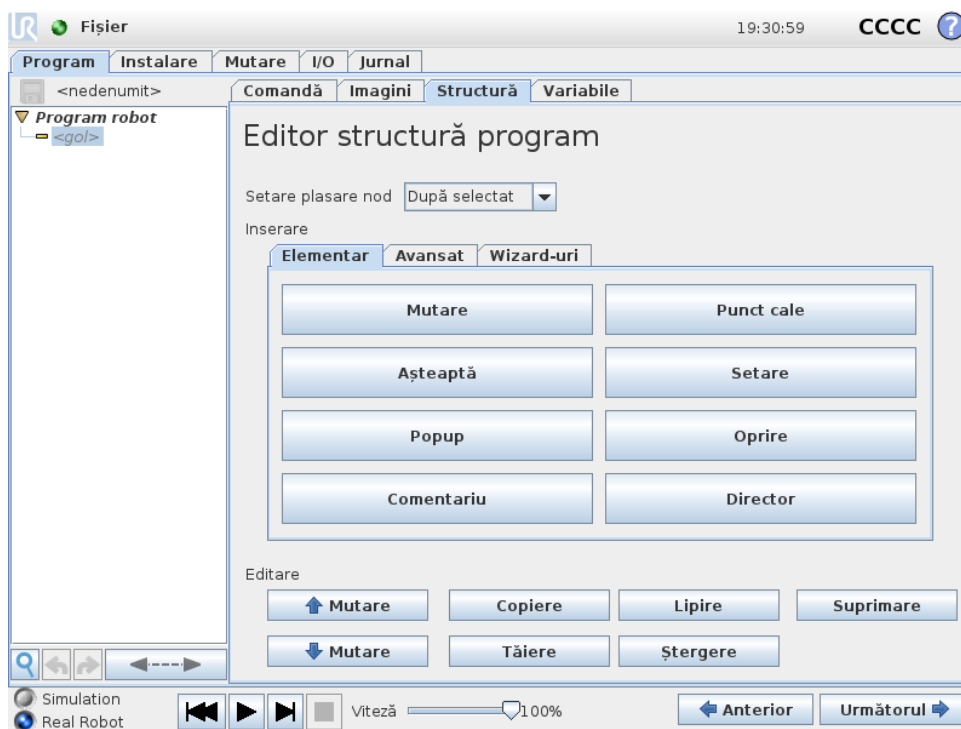 UR Fișier 19:30:59 CCCC ?
Program Instalare Mutare I/O Jurnal
<nedenumit> Comandă Imagini Structură Variabile
Program robot
<gol>
Editor structură program
Setare plasare nod După selectat
Inserare
Elementar Avansat Wizard-uri
Mutare Punct cale
Așteaptă Setare
Popup Oprire
Comentariu Director
Editare
Mutare Copiere Lipire Suprimare
Mutare Tăiere Ștergere
Simulation
Real Robot
Viteză 100%
Anterior Următorul